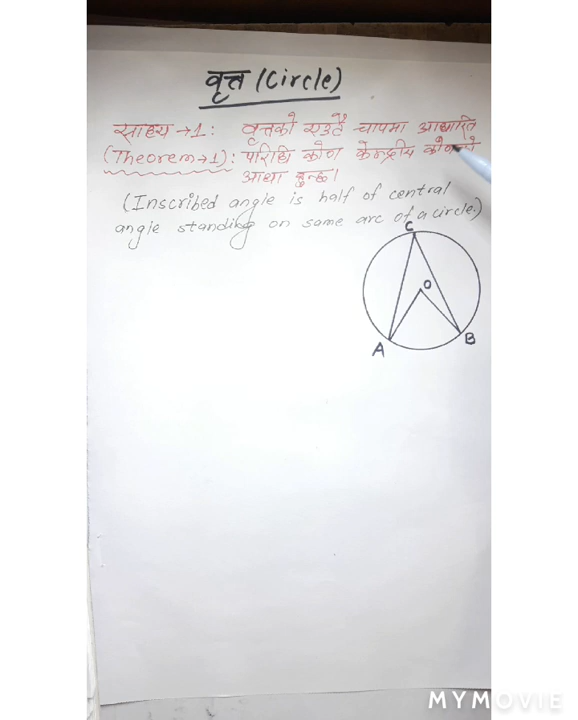 वृत्त (Circle)
साध्य → 1: वृत्तको एउटै चापमा आधारित
(Theorem → 1): परिधि कोण केन्द्रीय कोणको
आधा हुन्छ।
(Inscribed angle is half of central
angle standing on same arc of a circle.)
C
O
A
B
MYMOVIE